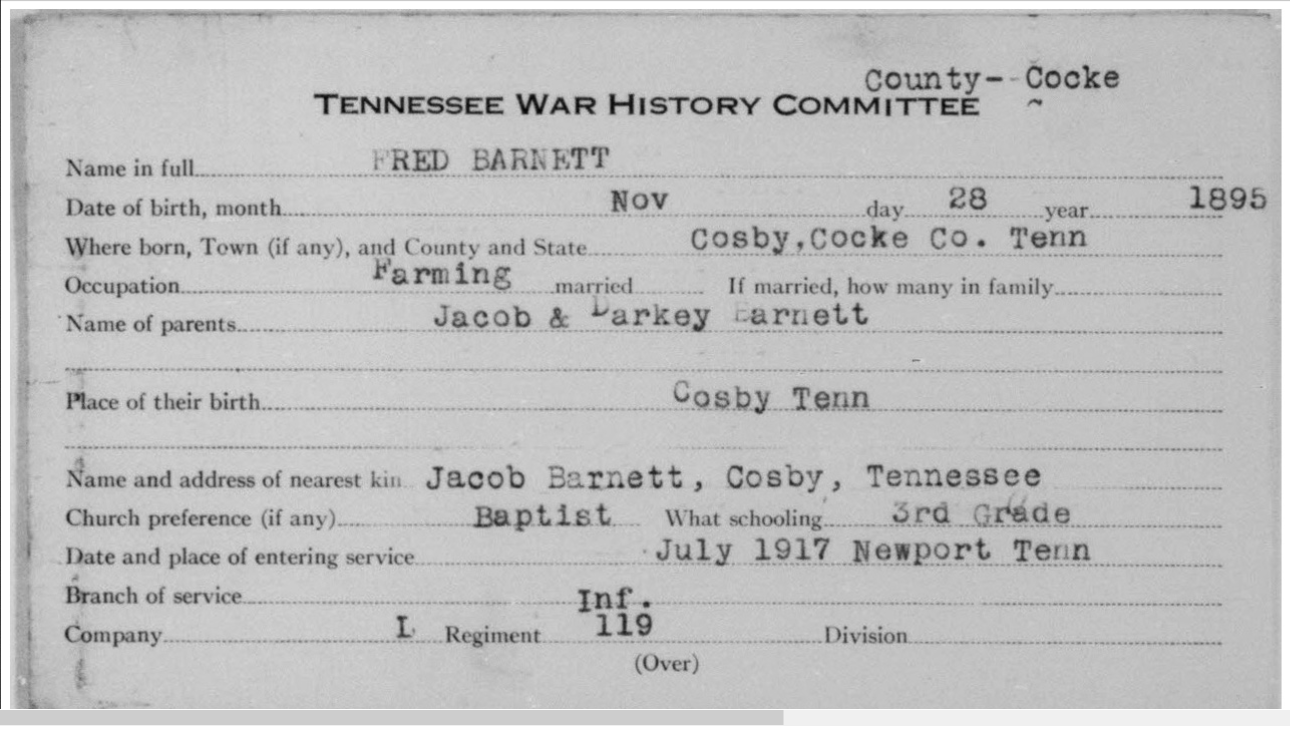 County- Cocke
TENNESSEE WAR HISTORY COMMITTEE
Name in full FRED BARNETT
Date of birth, month Nov day 28 year 1895
Where born, Town (if any), and County and State Cosby, Cocke Co. Tenn
Occupation Farming married If married, how many in family
Name of parents Jacob & Darkey Barnett
Place of their birth Cosby Tenn
Name and address of nearest kin Jacob Barnett, Cosby, Tennessee
Church preference (if any) Baptist What schooling 3rd Grade
Date and place of entering service July 1917 Newport Tenn
Branch of service Inf.
Company L Regiment 119 Division
(Over)